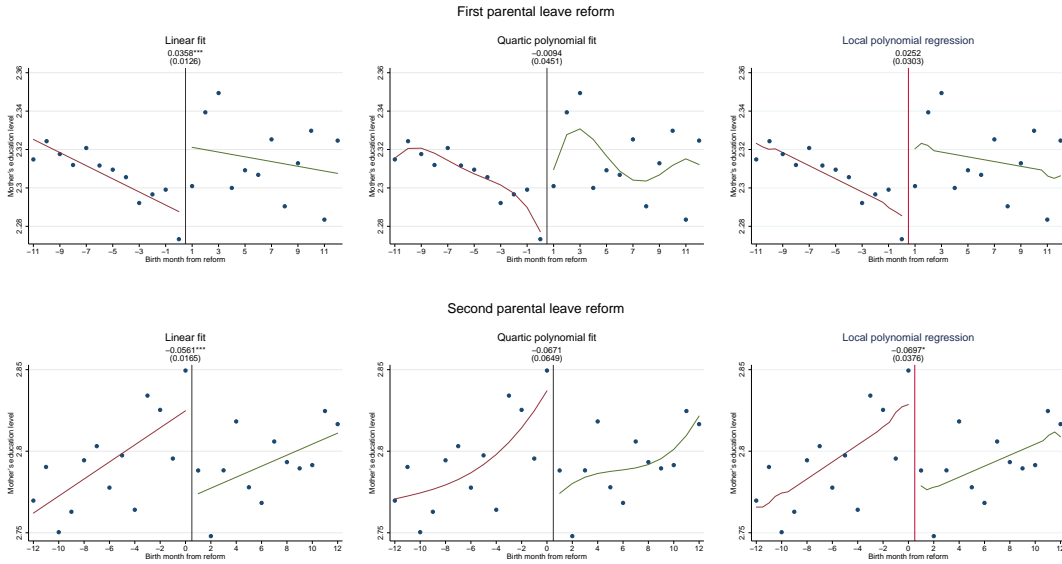 First parental leave reform
Linear fit
0.0358***
(0.0126)
Mother's education level
2.36
2.34
2.32
2.3
2.28
−11 −9 −7 −5 −3 −1 1 3 5 7 9 11
Birth month from reform
Quartic polynomial fit
−0.0094
(0.0451)
Mother's education level
2.36
2.34
2.32
2.3
2.28
−11 −9 −7 −5 −3 −1 1 3 5 7 9 11
Birth month from reform
Local polynomial regression
0.0252
(0.0303)
Mother's education level
2.36
2.34
2.32
2.3
2.28
−11 −9 −7 −5 −3 −1 1 3 5 7 9 11
Birth month from reform
Second parental leave reform
Linear fit
−0.0561***
(0.0165)
Mother's education level
2.85
2.8
2.75
−12 −10 −8 −6 −4 −2 0 2 4 6 8 10 12
Birth month from reform
Quartic polynomial fit
−0.0671
(0.0649)
Mother's education level
2.85
2.8
2.75
−12 −10 −8 −6 −4 −2 0 2 4 6 8 10 12
Birth month from reform
Local polynomial regression
−0.0697*
(0.0376)
Mother's education level
2.85
2.8
2.75
−12 −10 −8 −6 −4 −2 0 2 4 6 8 10 12
Birth month from reform